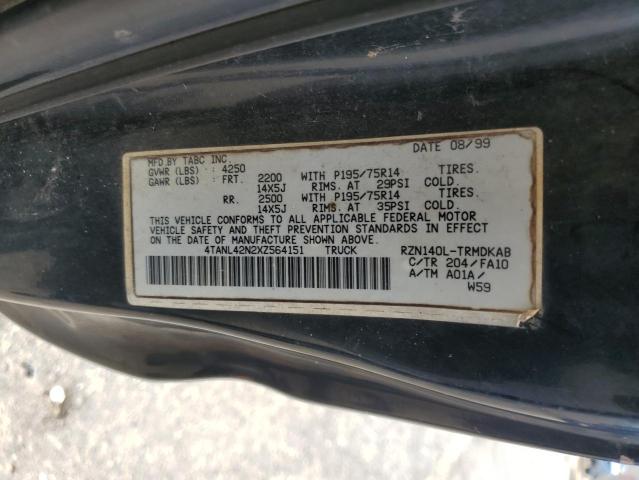 MFD.BY TABC INC. DATE 08/99
GVWR (LBS) : 4250
GAWR (LBS) : FRT. 2200 WITH P195/75R14 TIRES.
14X5J RIMS. AT 29PSI COLD.
RR. 2500 WITH P195/75R14 TIRES.
14X5J RIMS. AT 35PSI COLD.
THIS VEHICLE CONFORMS TO ALL APPLICABLE FEDERAL MOTOR
VEHICLE SAFETY AND THEFT PREVENTION STANDARDS IN EFFECT
ON THE DATE OF MANUFACTURE SHOWN ABOVE.
4TANL42N2XZ564151 TRUCK RZN140L-TRMDKAB
C/TR 204/FA10
A/TM A01A/
W59